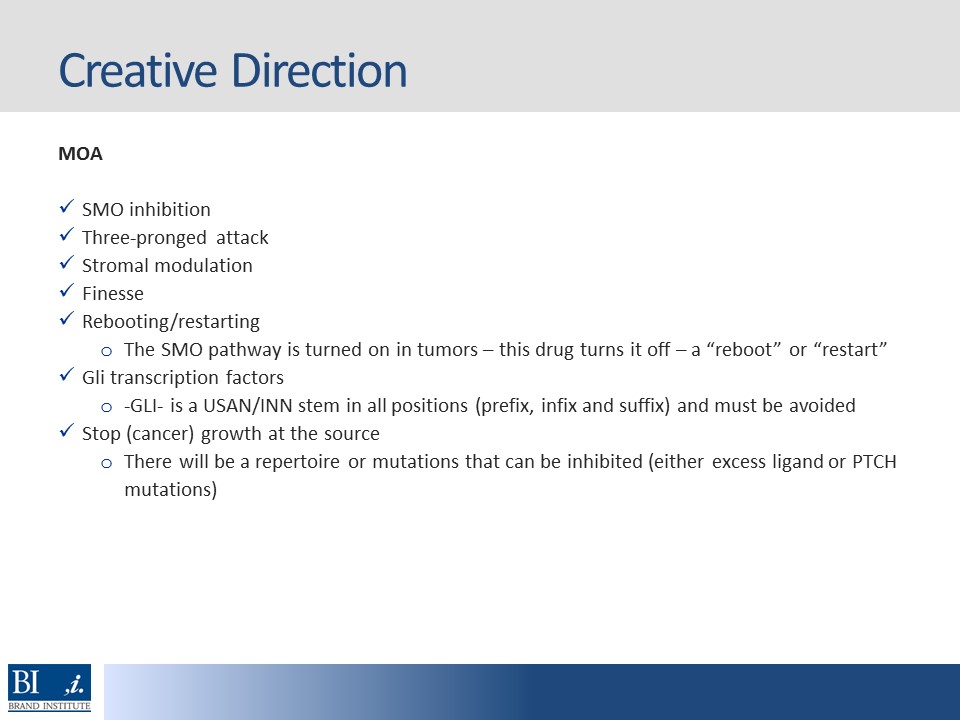 Creative Direction
MOA
✓ SMO inhibition
✓ Three-pronged attack
✓ Stromal modulation
✓ Finesse
✓ Rebooting/restarting
o The SMO pathway is turned on in tumors – this drug turns it off – a “reboot” or “restart”
✓ Gli transcription factors
o -GLI- is a USAN/INN stem in all positions (prefix, infix and suffix) and must be avoided
✓ Stop (cancer) growth at the source
o There will be a repertoire or mutations that can be inhibited (either excess ligand or PTCH
mutations)
BI ,i.
BRAND INSTITUTE